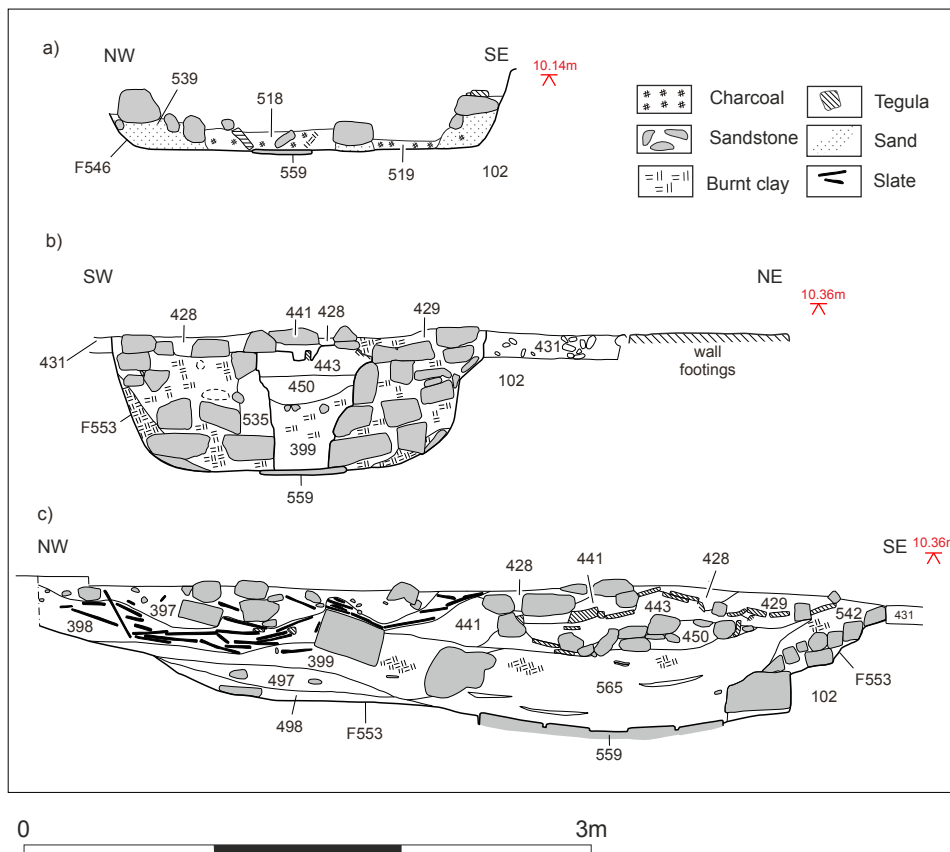 a)
NW
SE
10.14m
539
518
F546
559
519
102
Charcoal
Tegula
Sandstone
Sand
Burnt clay
Slate
b)
SW
NE
10.36m
428
441
428
429
431
431
443
102
wall
footings
450
F553
535
399
559
c)
NW
SE
10.36m
428
441
428
397
443
429
542
398
441
450
431
399
565
497
F553
102
498
F553
559
0
3m